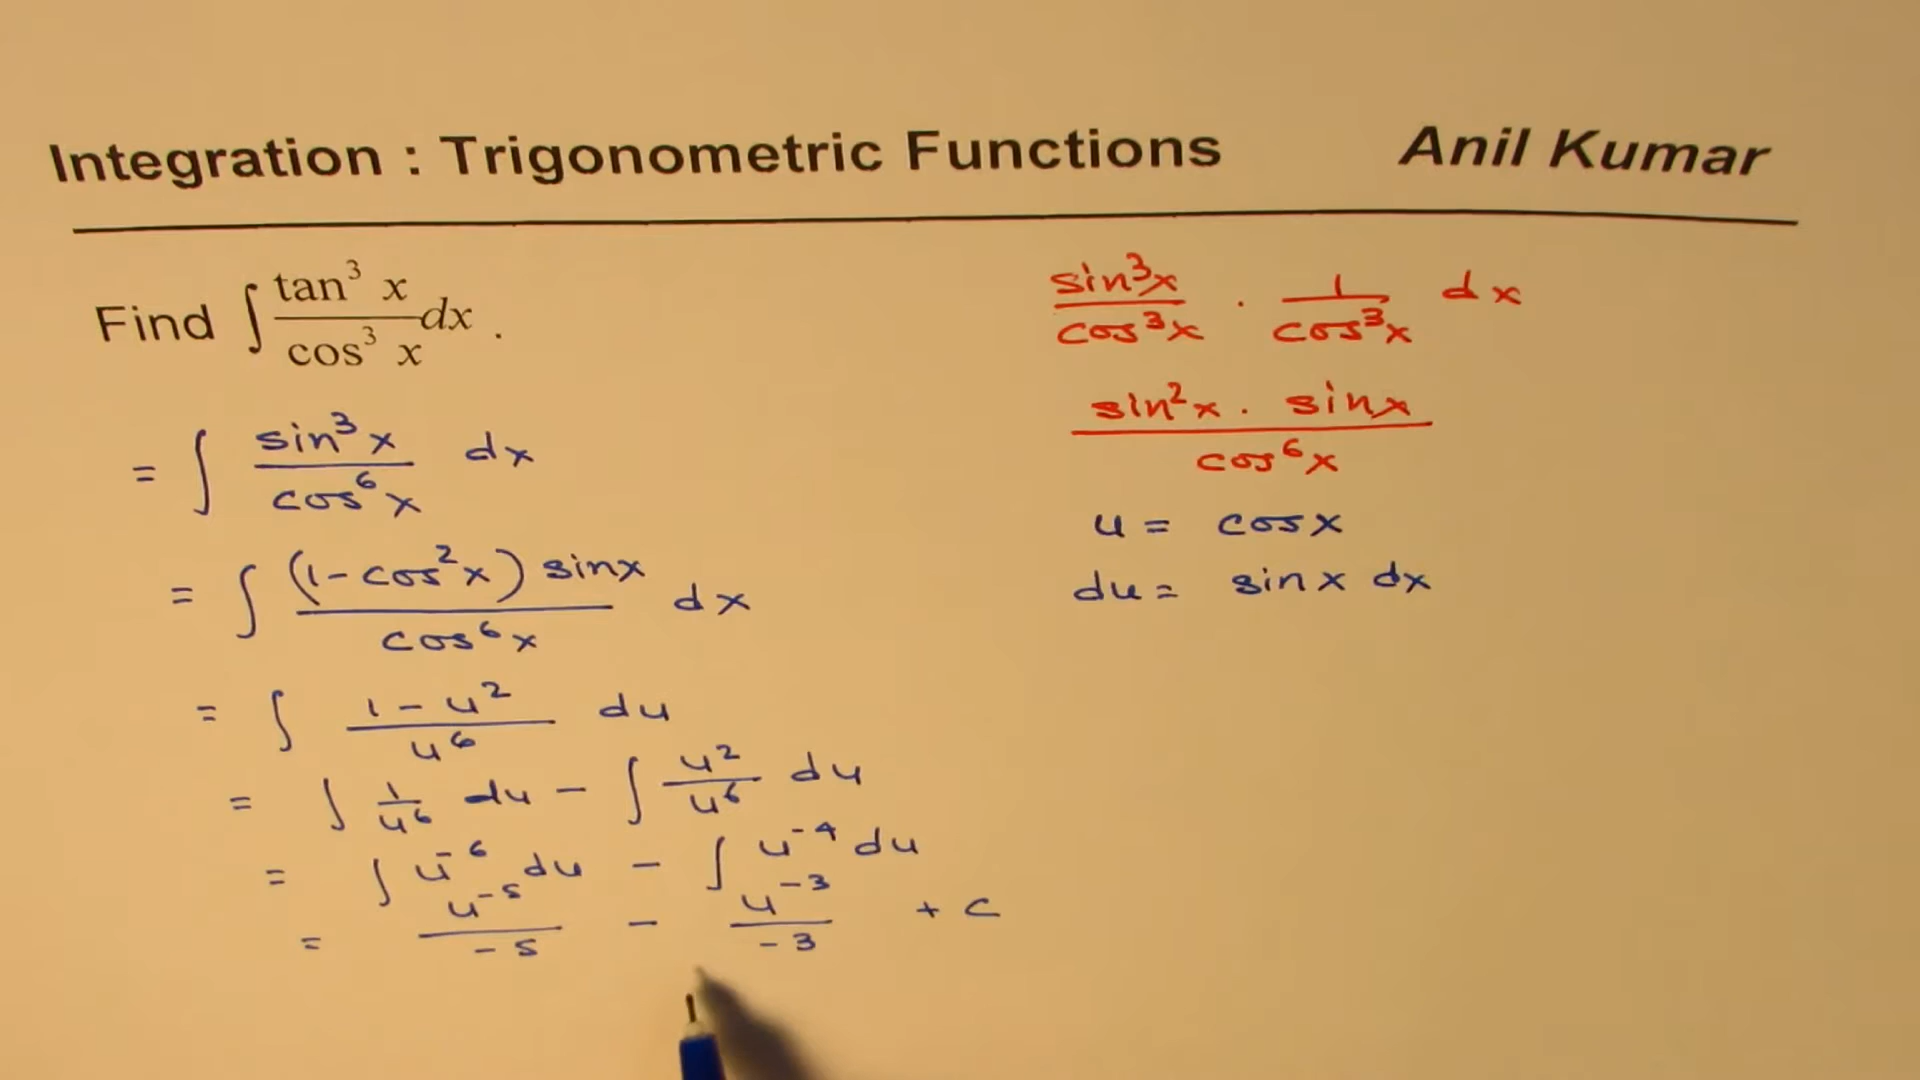 Integration : Trigonometric Functions Anil Kumar
Find ∫ tan³ x / cos³ x dx .
= ∫ sin³x / cos⁶x dx
= ∫ (1 - cos²x) sinx / cos⁶x dx
= ∫ 1 - u² / u⁶ du
= ∫ 1/u⁶ du - ∫ u²/u⁶ du
= ∫ u⁻⁶ du - ∫ u⁻⁴ du
= u⁻⁵ / -5 - u⁻³ / -3 + c
sin³x / cos³x · 1 / cos³x dx
sin²x · sinx / cos⁶x
u = cosx
du = sinx dx